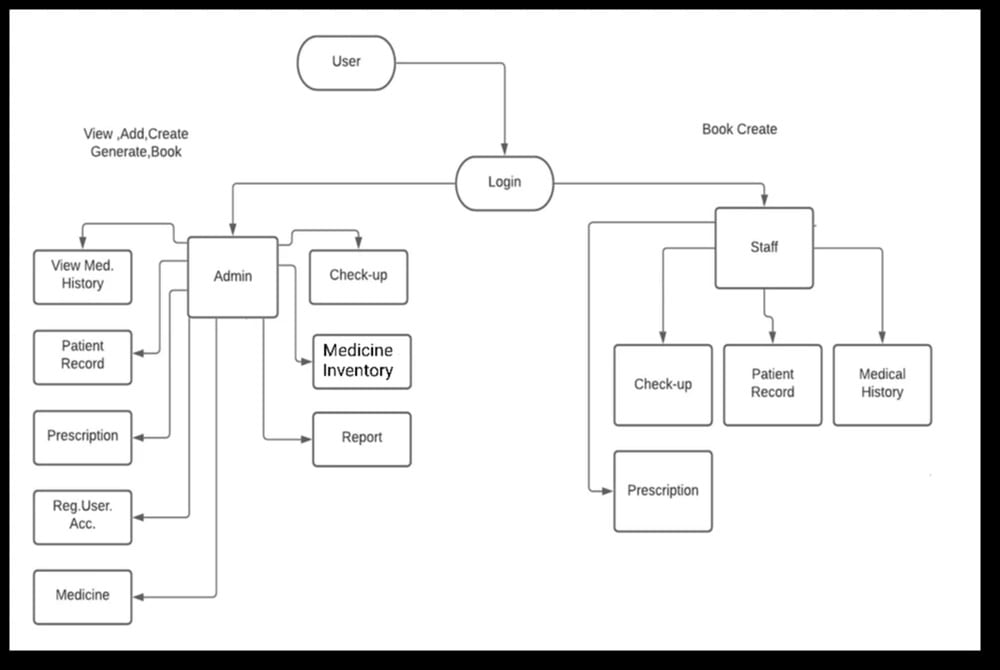 User
View ,Add,Create
Generate,Book
Book Create
Login
View Med.
History
Admin
Check-up
Staff
Patient
Record
Medicine
Inventory
Check-up
Patient
Record
Medical
History
Prescription
Report
Reg.User.
Acc.
Prescription
Medicine